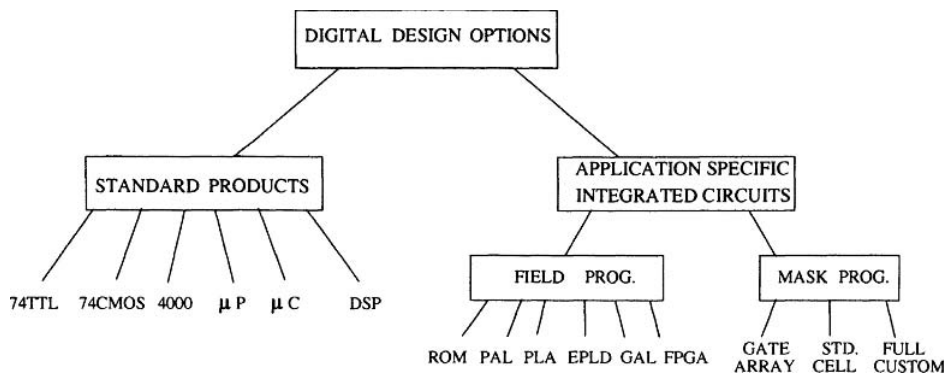 DIGITAL DESIGN OPTIONS
STANDARD PRODUCTS
APPLICATION SPECIFIC
INTEGRATED CIRCUITS
74TTL 74CMOS 4000 μP μC DSP
FIELD PROG.
MASK PROG.
ROM PAL PLA EPLD GAL FPGA
GATE ARRAY
STD. CELL
FULL CUSTOM